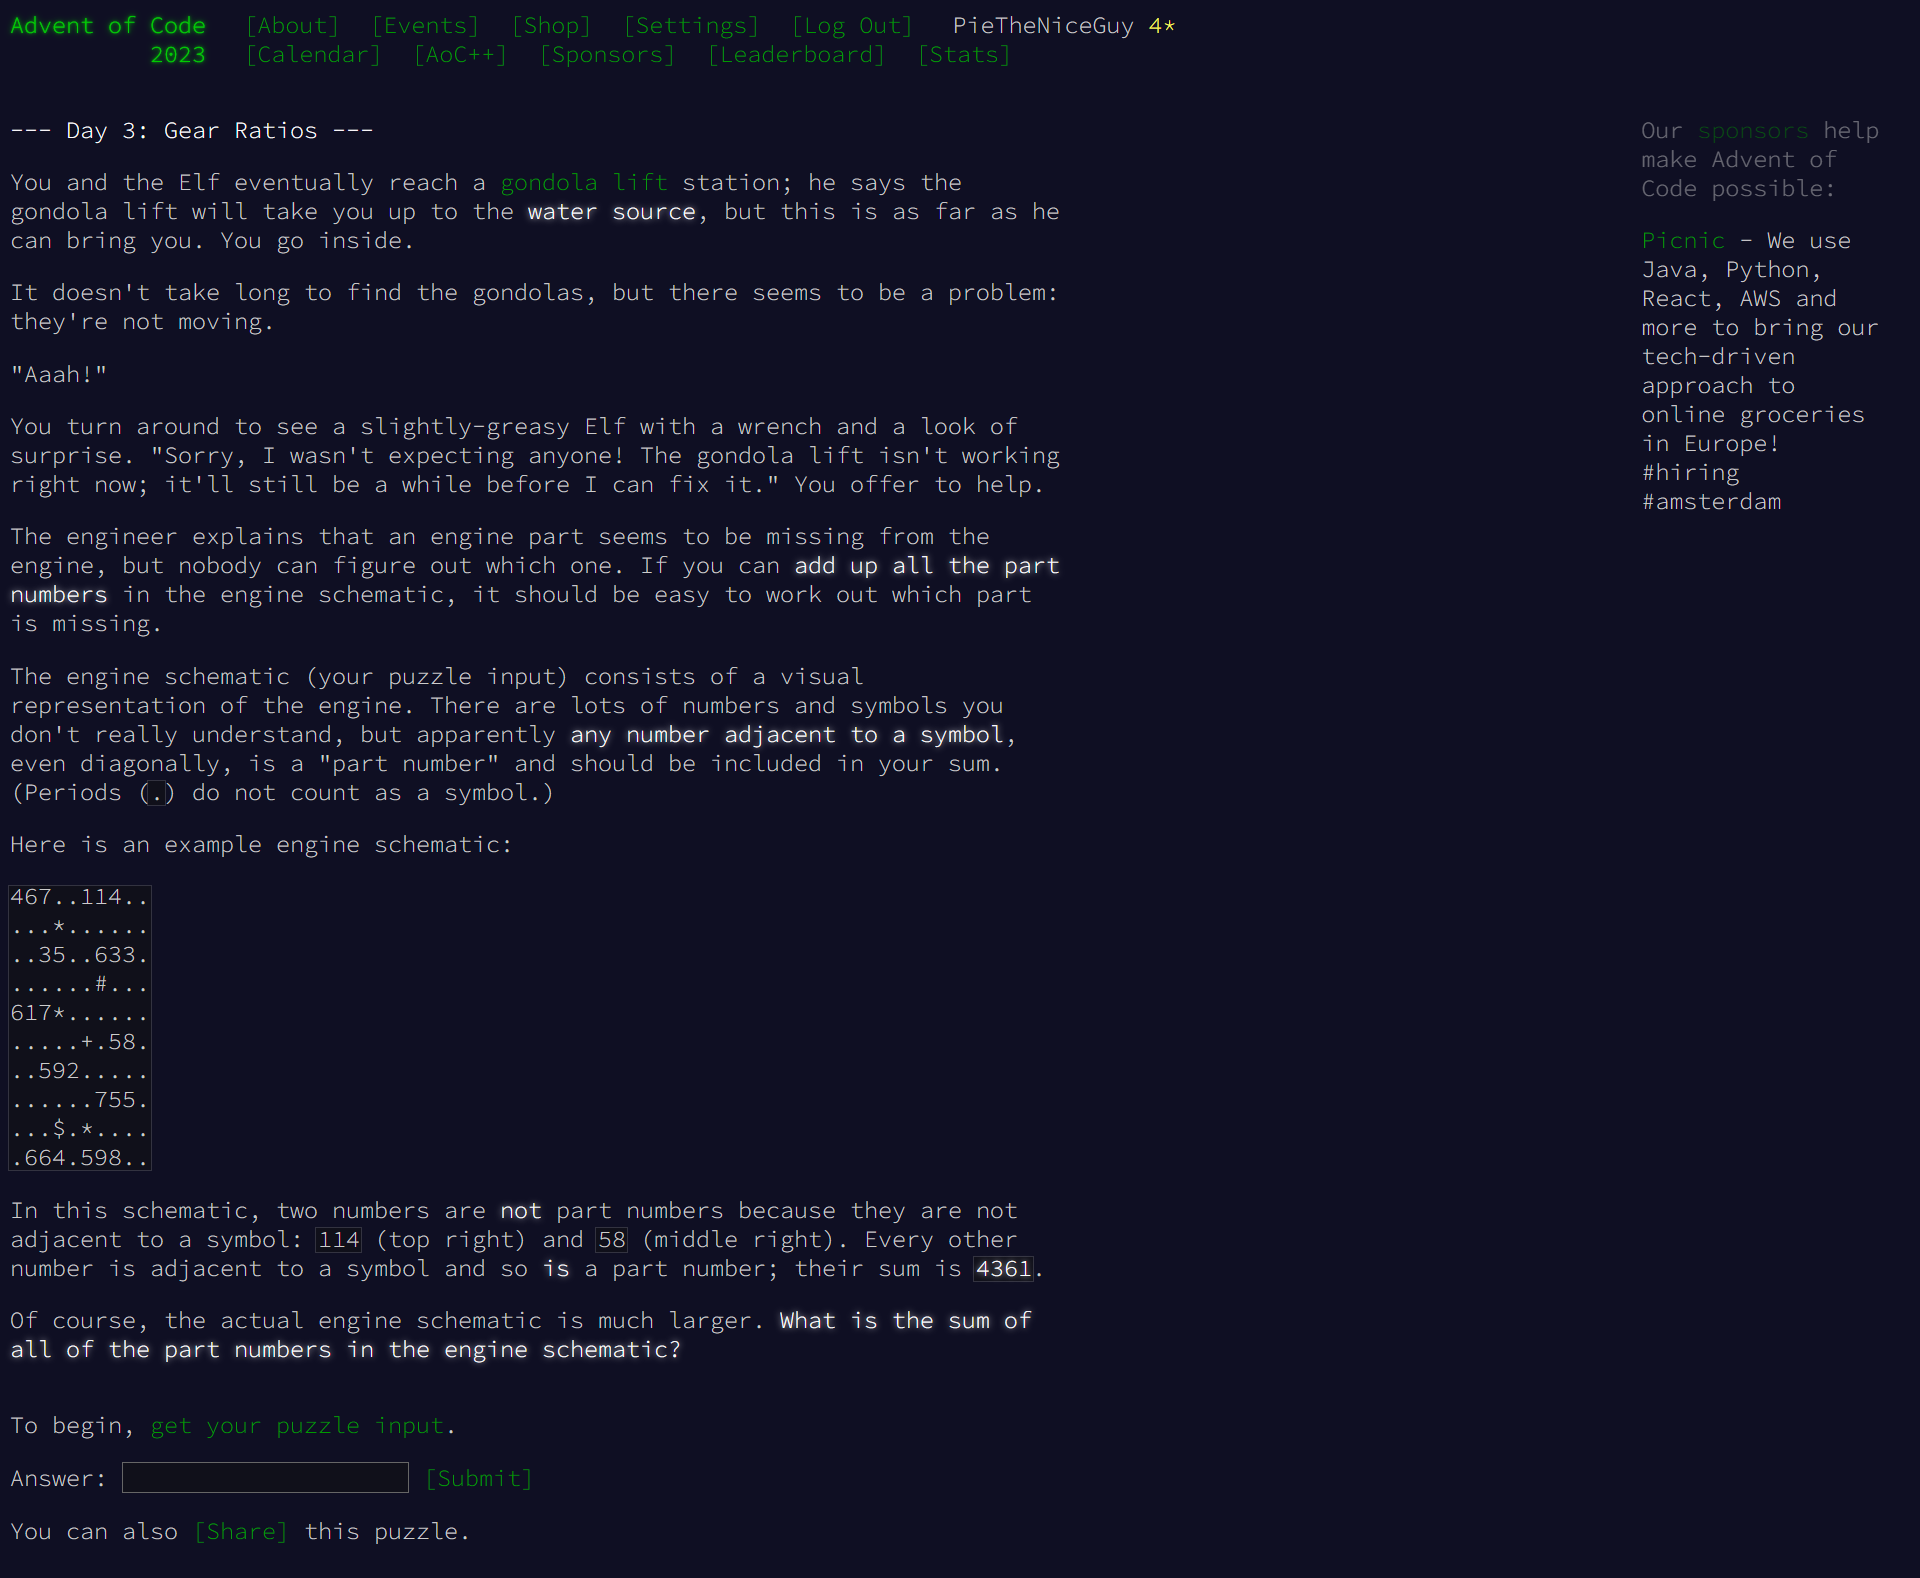 Advent of Code [About] [Events] [Shop] [Settings] [Log Out] PieTheNiceGuy 4*
2023 [Calendar] [AoC++] [Sponsors] [Leaderboard] [Stats]
--- Day 3: Gear Ratios ---
You and the Elf eventually reach a gondola lift station; he says the
gondola lift will take you up to the water source, but this is as far as he
can bring you. You go inside.
It doesn't take long to find the gondolas, but there seems to be a problem:
they're not moving.
"Aaah!"
You turn around to see a slightly-greasy Elf with a wrench and a look of
surprise. "Sorry, I wasn't expecting anyone! The gondola lift isn't working
right now; it'll still be a while before I can fix it." You offer to help.
The engineer explains that an engine part seems to be missing from the
engine, but nobody can figure out which one. If you can add up all the part
numbers in the engine schematic, it should be easy to work out which part
is missing.
The engine schematic (your puzzle input) consists of a visual
representation of the engine. There are lots of numbers and symbols you
don't really understand, but apparently any number adjacent to a symbol,
even diagonally, is a "part number" and should be included in your sum.
(Periods (.) do not count as a symbol.)
Here is an example engine schematic:
467..114..
...*......
..35..633.
......#...
617*......
.....+.58.
..592.....
......755.
...$.*....
.664.598..
In this schematic, two numbers are not part numbers because they are not
adjacent to a symbol: 114 (top right) and 58 (middle right). Every other
number is adjacent to a symbol and so is a part number; their sum is 4361.
Of course, the actual engine schematic is much larger. What is the sum of
all of the part numbers in the engine schematic?
To begin, get your puzzle input.
Answer: [Submit]
You can also [Share] this puzzle.
Our sponsors help
make Advent of
Code possible:
Picnic - We use
Java, Python,
React, AWS and
more to bring our
tech-driven
approach to
online groceries
in Europe!
#hiring
#amsterdam